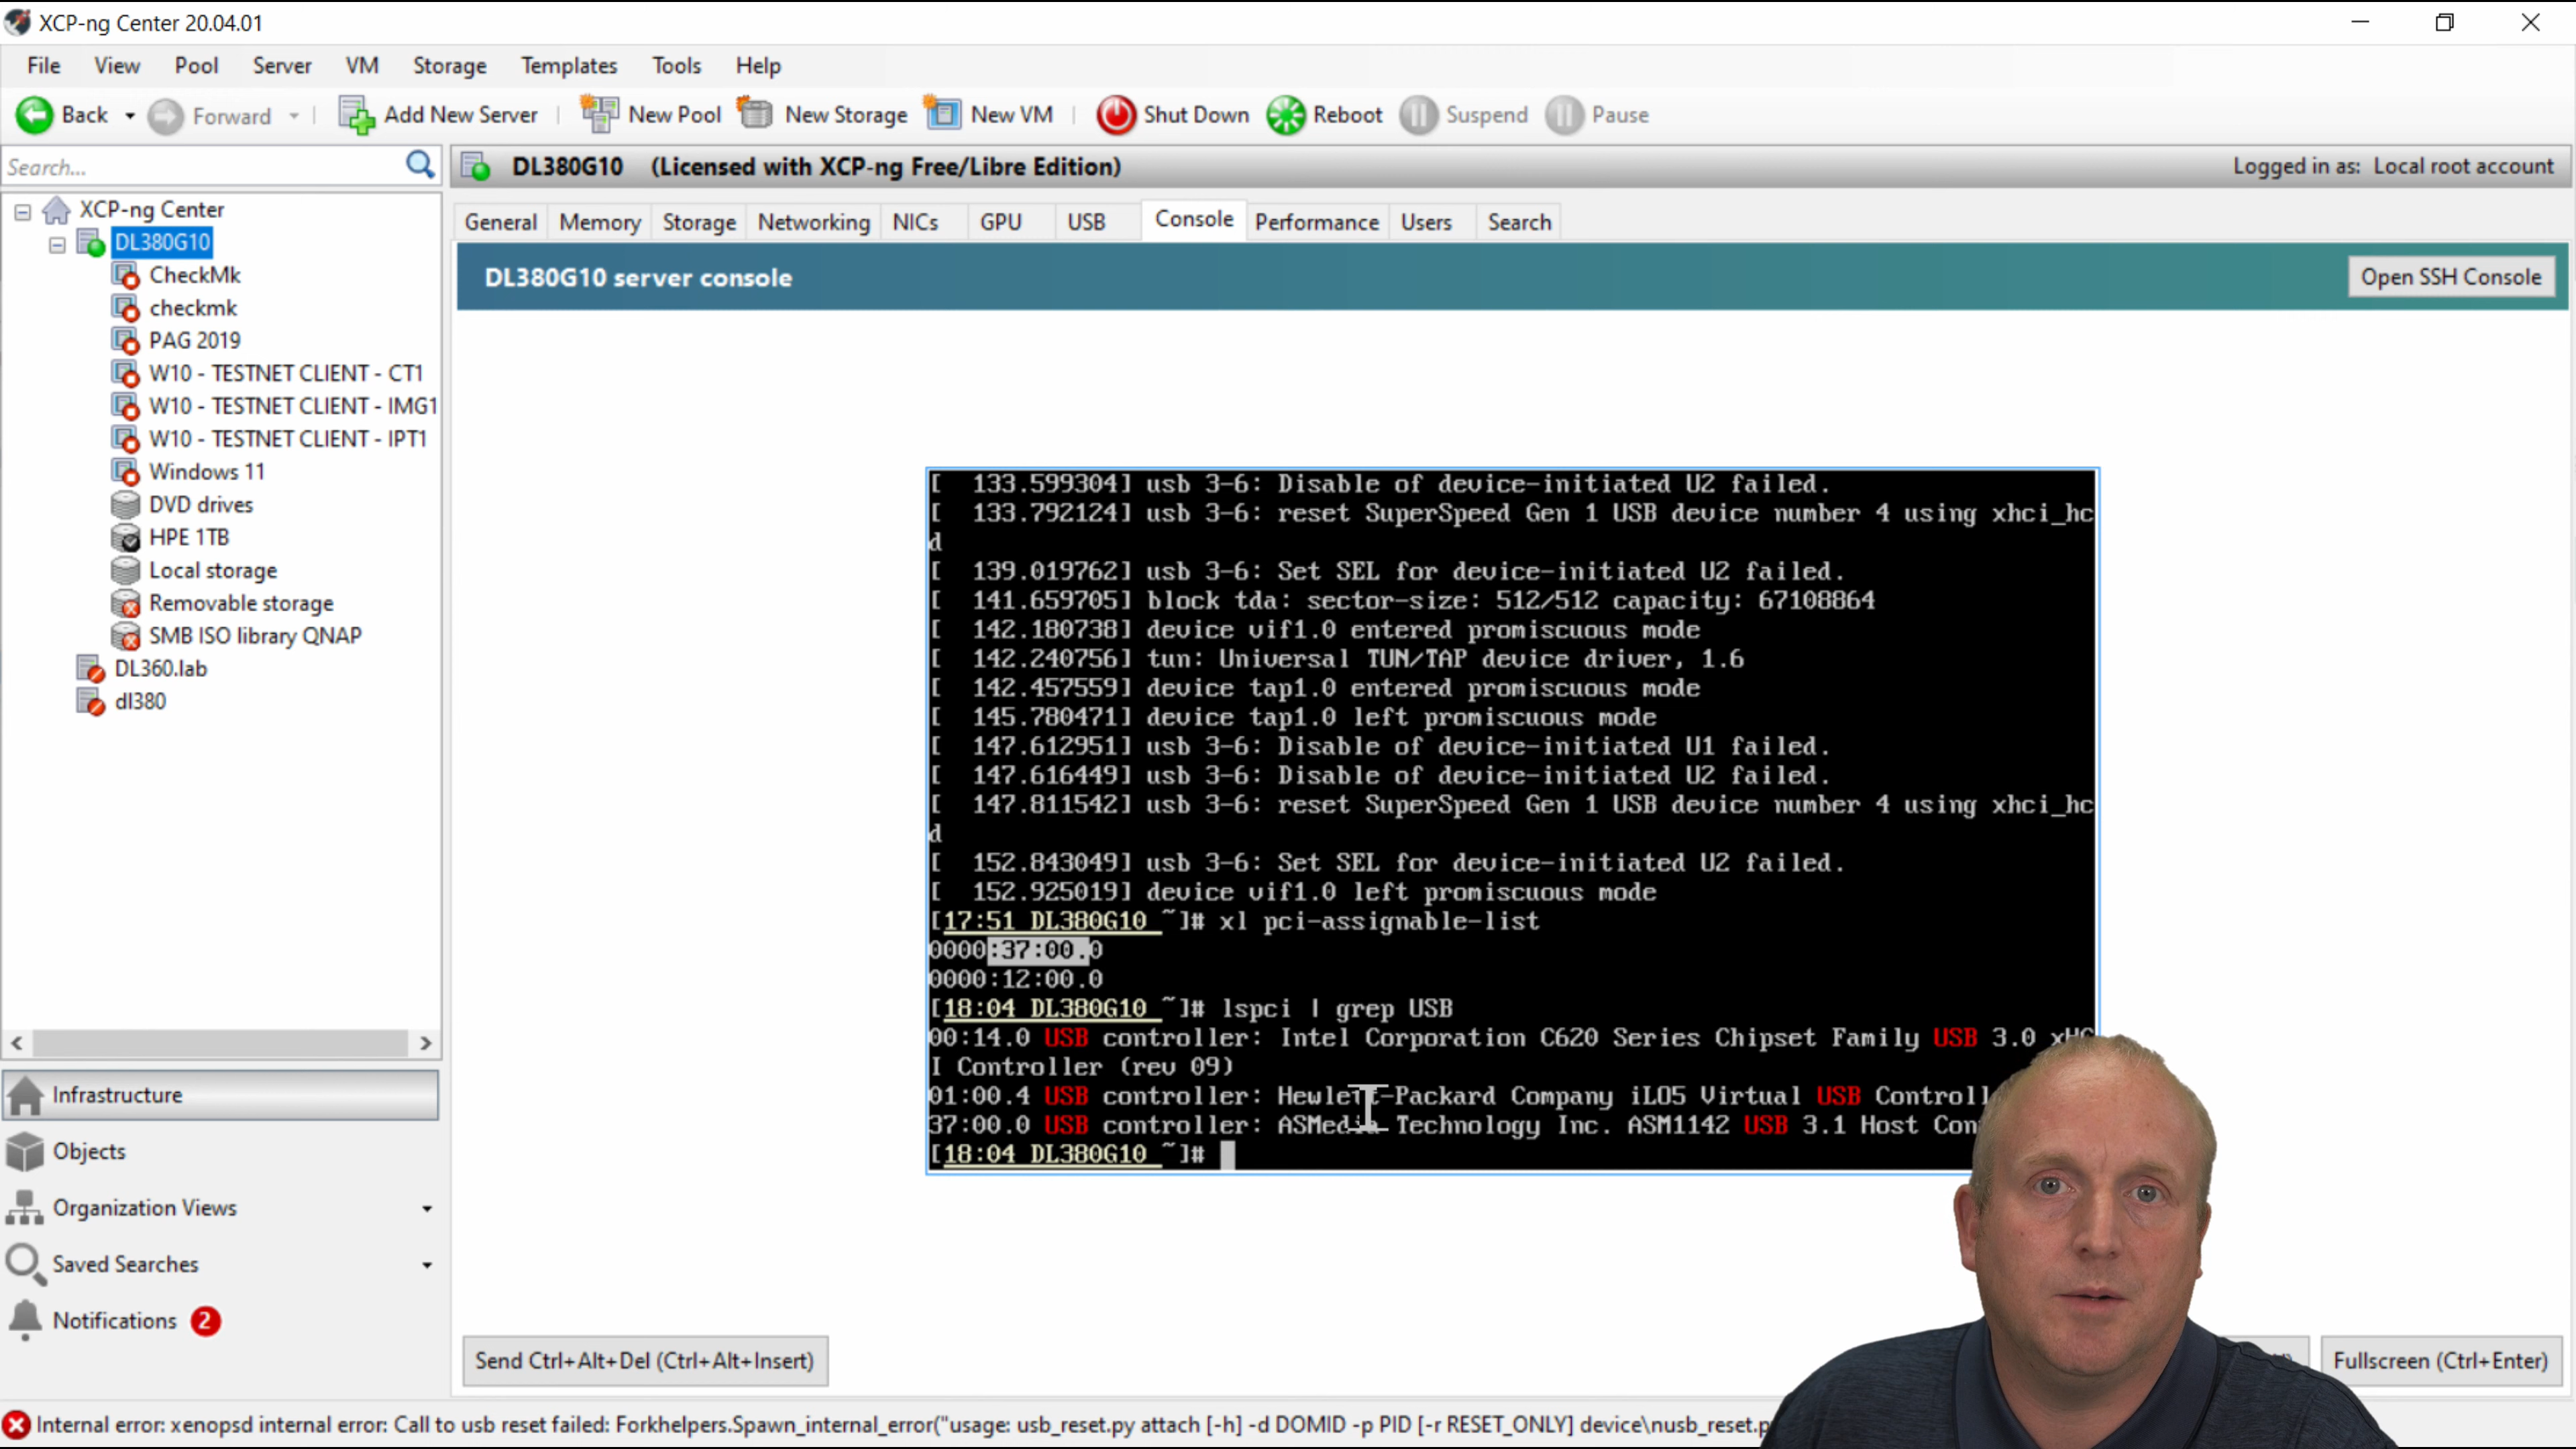 XCP-ng Center 20.04.01
File View Pool Server VM Storage Templates Tools Help
Back Forward Add New Server New Pool New Storage New VM Shut Down Reboot Suspend Pause
Search...
DL380G10 (Licensed with XCP-ng Free/Libre Edition)
Logged in as: Local root account
XCP-ng Center
DL380G10
CheckMk
checkmk
PAG 2019
W10 - TESTNET CLIENT - CT1
W10 - TESTNET CLIENT - IMG1
W10 - TESTNET CLIENT - IPT1
Windows 11
DVD drives
HPE 1TB
Local storage
Removable storage
SMB ISO library QNAP
DL360.lab
dl380
General Memory Storage Networking NICs GPU USB Console Performance Users Search
DL380G10 server console
Open SSH Console
[ 133.599304] usb 3-6: Disable of device-initiated U2 failed.
[ 133.792124] usb 3-6: reset SuperSpeed Gen 1 USB device number 4 using xhci_hc
d
[ 139.019762] usb 3-6: Set SEL for device-initiated U2 failed.
[ 141.659705] block tda: sector-size: 512/512 capacity: 67108864
[ 142.180738] device vif1.0 entered promiscuous mode
[ 142.240756] tun: Universal TUN/TAP device driver, 1.6
[ 142.457559] device tap1.0 entered promiscuous mode
[ 145.780471] device tap1.0 left promiscuous mode
[ 147.612951] usb 3-6: Disable of device-initiated U1 failed.
[ 147.616449] usb 3-6: Disable of device-initiated U2 failed.
[ 147.811542] usb 3-6: reset SuperSpeed Gen 1 USB device number 4 using xhci_hc
d
[ 152.843049] usb 3-6: Set SEL for device-initiated U2 failed.
[ 152.925019] device vif1.0 left promiscuous mode
[17:51 DL380G10 ~]# xl pci-assignable-list
0000:37:00.0
0000:12:00.0
[18:04 DL380G10 ~]# lspci | grep USB
00:14.0 USB controller: Intel Corporation C620 Series Chipset Family USB 3.0 xHC
I Controller (rev 09)
01:00.4 USB controller: Hewlett-Packard Company iLO5 Virtual USB Controll
37:00.0 USB controller: ASMedia Technology Inc. ASM1142 USB 3.1 Host Con
[18:04 DL380G10 ~]#
Infrastructure
Objects
Organization Views
Saved Searches
Notifications 2
Send Ctrl+Alt+Del (Ctrl+Alt+Insert)
Fullscreen (Ctrl+Enter)
Internal error: xenopsd internal error: Call to usb reset failed: Forkhelpers.Spawn_internal_error("usage: usb_reset.py attach [-h] -d DOMID -p PID [-r RESET_ONLY] device\nusb_reset.p